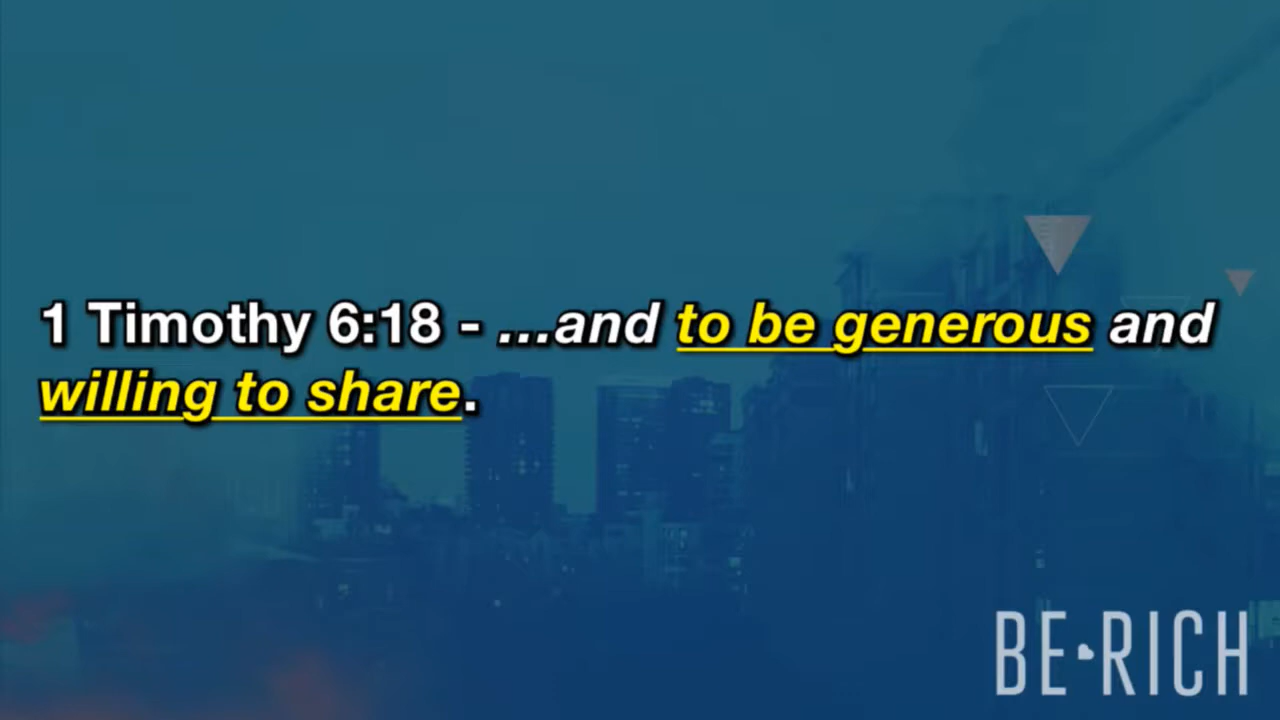 1 Timothy 6:18 - ...and to be generous and
willing to share.
BE RICH